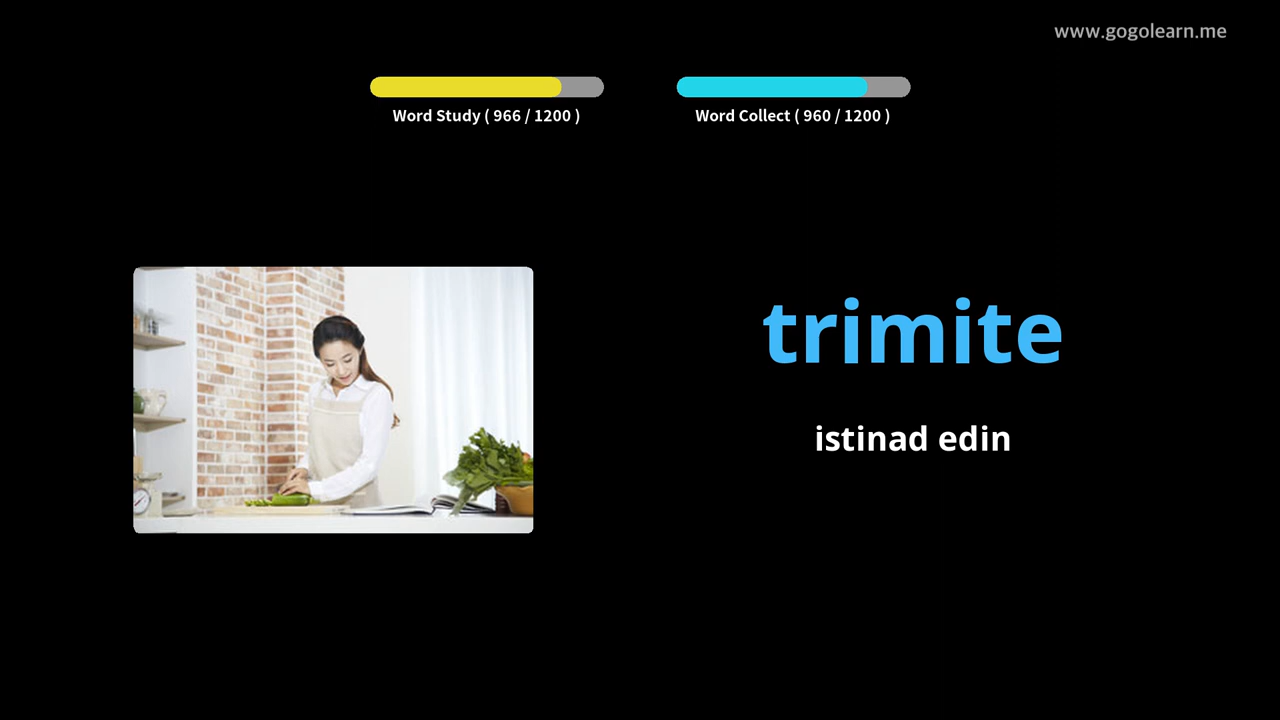 www.gogolearn.me
Word Study ( 966 / 1200 )
Word Collect ( 960 / 1200 )
trimite
istinad edin